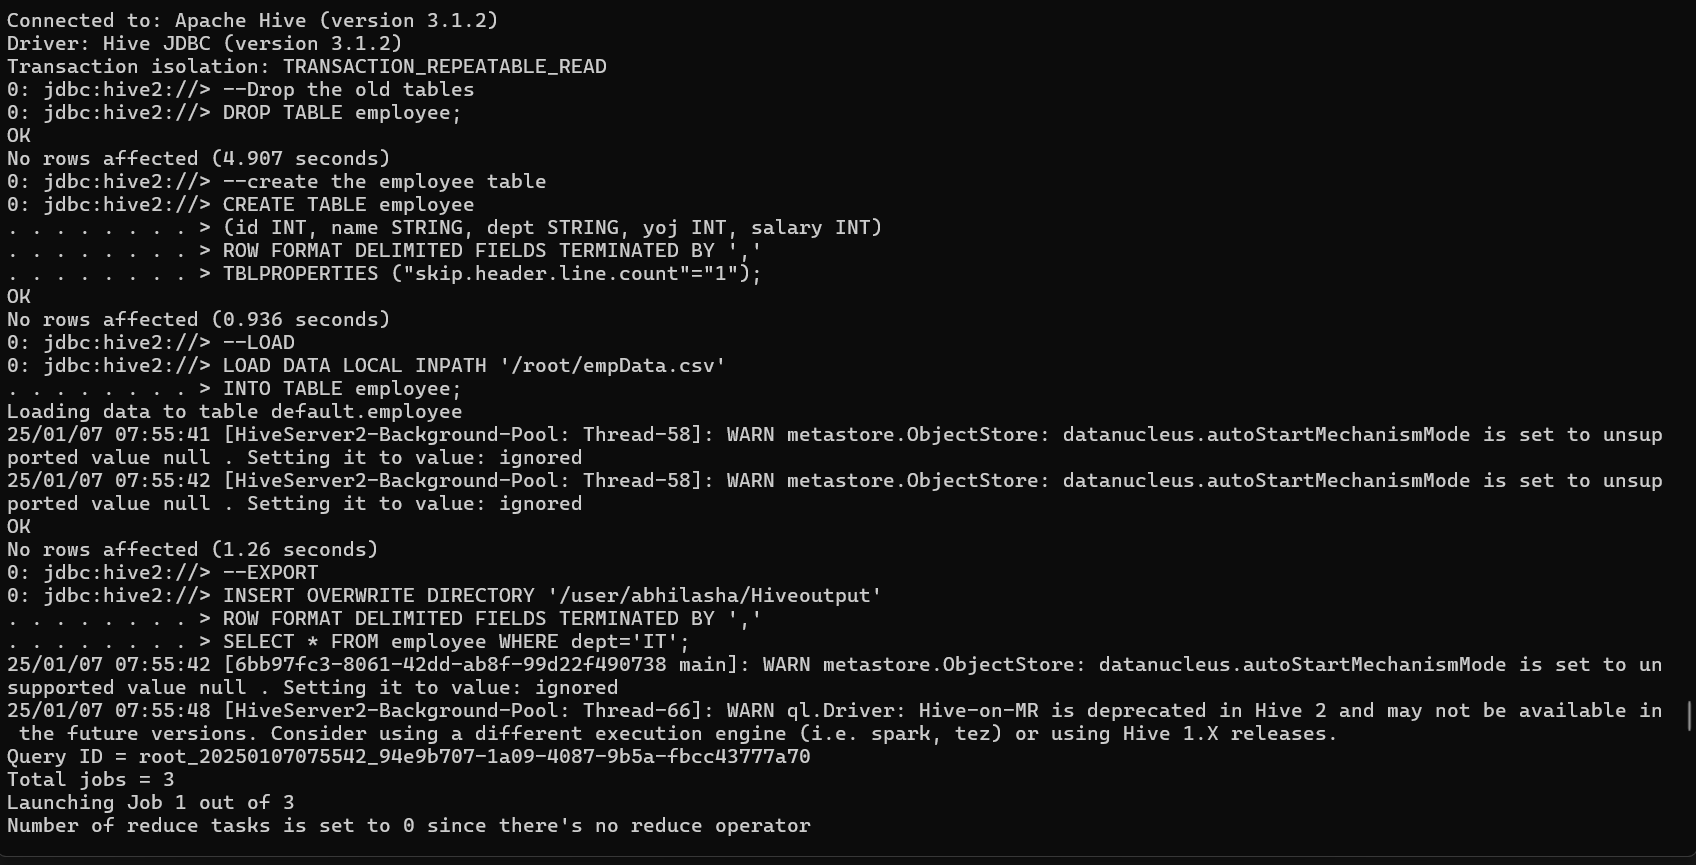 Connected to: Apache Hive (version 3.1.2)
Driver: Hive JDBC (version 3.1.2)
Transaction isolation: TRANSACTION_REPEATABLE_READ
0: jdbc:hive2://> --Drop the old tables
0: jdbc:hive2://> DROP TABLE employee;
OK
No rows affected (4.907 seconds)
0: jdbc:hive2://> --create the employee table
0: jdbc:hive2://> CREATE TABLE employee
. . . . . . . . > (id INT, name STRING, dept STRING, yoj INT, salary INT)
. . . . . . . . > ROW FORMAT DELIMITED FIELDS TERMINATED BY ','
. . . . . . . . > TBLPROPERTIES ("skip.header.line.count"="1");
OK
No rows affected (0.936 seconds)
0: jdbc:hive2://> --LOAD
0: jdbc:hive2://> LOAD DATA LOCAL INPATH '/root/empData.csv'
. . . . . . . . > INTO TABLE employee;
Loading data to table default.employee
25/01/07 07:55:41 [HiveServer2-Background-Pool: Thread-58]: WARN metastore.ObjectStore: datanucleus.autoStartMechanismMode is set to unsup
ported value null . Setting it to value: ignored
25/01/07 07:55:42 [HiveServer2-Background-Pool: Thread-58]: WARN metastore.ObjectStore: datanucleus.autoStartMechanismMode is set to unsup
ported value null . Setting it to value: ignored
OK
No rows affected (1.26 seconds)
0: jdbc:hive2://> --EXPORT
0: jdbc:hive2://> INSERT OVERWRITE DIRECTORY '/user/abhilasha/Hiveoutput'
. . . . . . . . > ROW FORMAT DELIMITED FIELDS TERMINATED BY ','
. . . . . . . . > SELECT * FROM employee WHERE dept='IT';
25/01/07 07:55:42 [6bb97fc3-8061-42dd-ab8f-99d22f490738 main]: WARN metastore.ObjectStore: datanucleus.autoStartMechanismMode is set to un
supported value null . Setting it to value: ignored
25/01/07 07:55:48 [HiveServer2-Background-Pool: Thread-66]: WARN ql.Driver: Hive-on-MR is deprecated in Hive 2 and may not be available in
 the future versions. Consider using a different execution engine (i.e. spark, tez) or using Hive 1.X releases.
Query ID = root_20250107075542_94e9b707-1a09-4087-9b5a-fbcc43777a70
Total jobs = 3
Launching Job 1 out of 3
Number of reduce tasks is set to 0 since there's no reduce operator